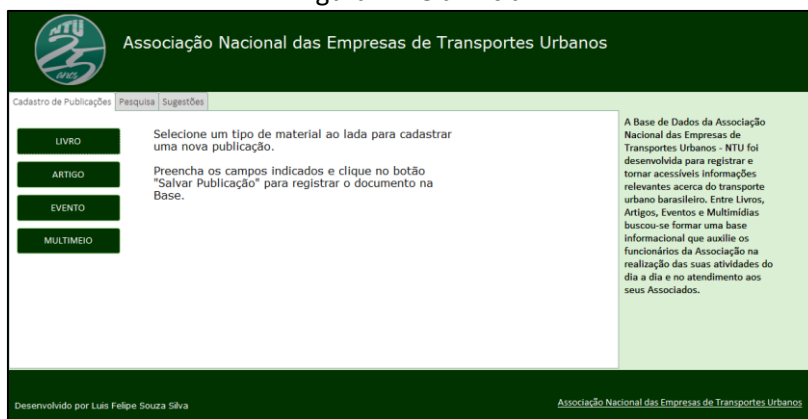 NTU
anos
Associação Nacional das Empresas de Transportes Urbanos
Cadastro de Publicações
Pesquisa
Sugestões
LIVRO
ARTIGO
EVENTO
MULTIMEIO
Selecione um tipo de material ao lada para cadastrar
uma nova publicação.
Preencha os campos indicados e clique no botão
"Salvar Publicação" para registrar o documento na
Base.
A Base de Dados da Associação
Nacional das Empresas de
Transportes Urbanos - NTU foi
desenvolvida para registrar e
tornar acessíveis informações
relevantes acerca do transporte
urbano barasileiro. Entre Livros,
Artigos, Eventos e Multimídias
buscou-se formar uma base
informacional que auxilie os
funcionários da Associação na
realização das suas atividades do
dia a dia e no atendimento aos
seus Associados.
Desenvolvido por Luis Felipe Souza Silva
Associação Nacional das Empresas de Transportes Urbanos